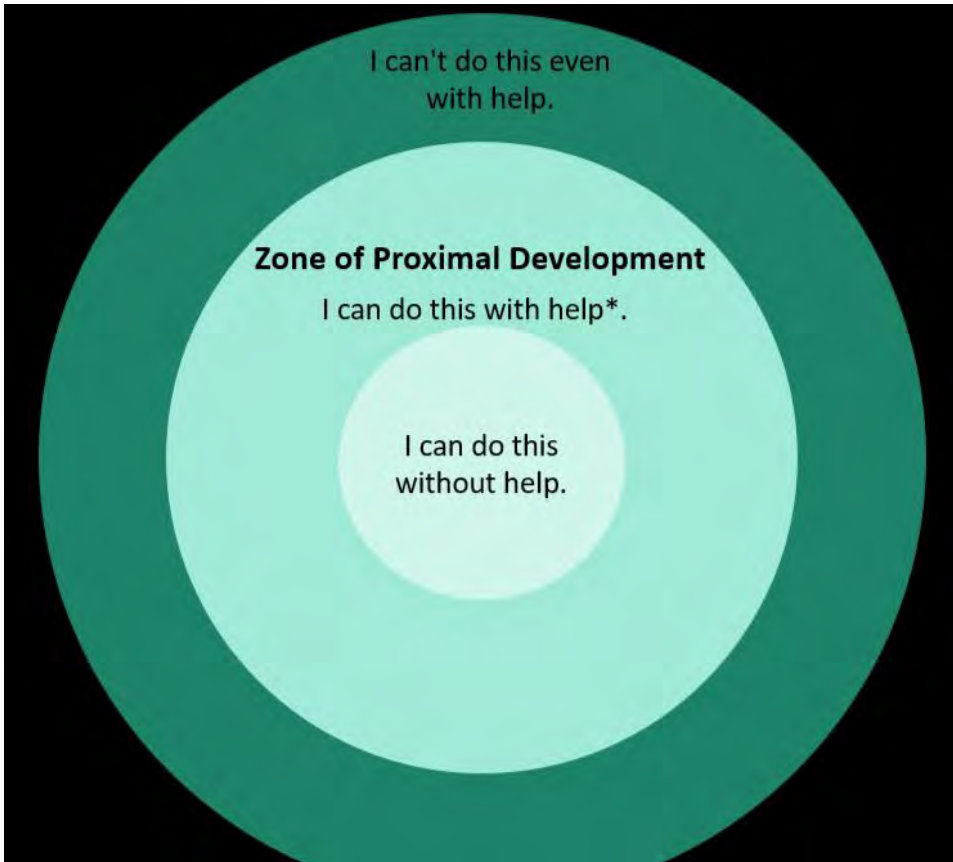 I can't do this even
with help.
Zone of Proximal Development
I can do this with help*.
I can do this
without help.